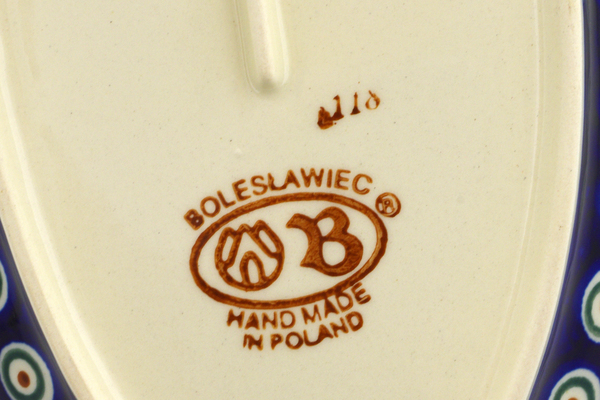 BOLESŁAWIEC ®
B
HAND MADE
IN POLAND